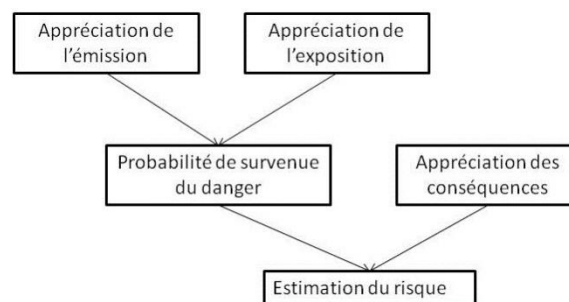 Appréciation de
l'émission
Appréciation de
l'exposition
Probabilité de survenue
du danger
Appréciation des
conséquences
Estimation du risque